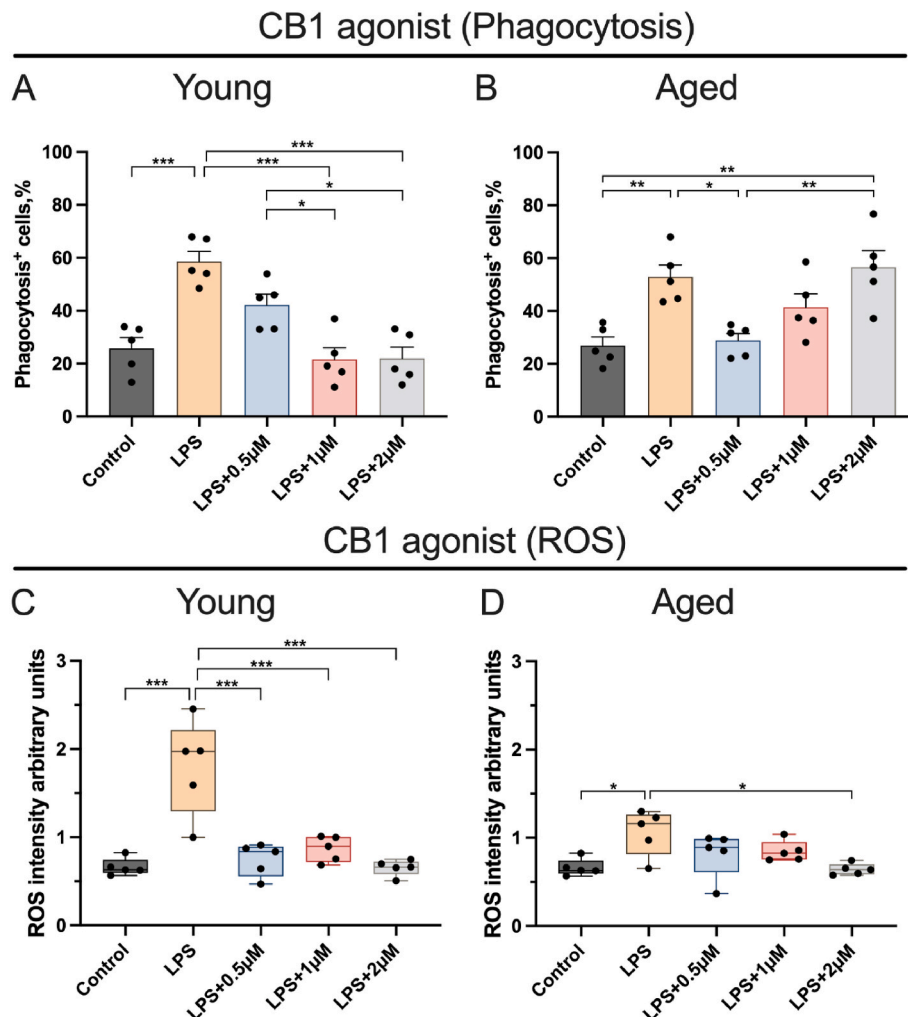 CB1 agonist (Phagocytosis)
A Young
B Aged
Phagocytosis⁺ cells,%
100
80
60
40
20
0
***
***
***
*
*
Control
LPS
LPS+0.5µM
LPS+1µM
LPS+2µM
Phagocytosis⁺ cells,%
100
80
60
40
20
0
**
**
*
**
Control
LPS
LPS+0.5µM
LPS+1µM
LPS+2µM
CB1 agonist (ROS)
C Young
D Aged
ROS intensity arbitrary units
3
2
1
0
***
***
***
***
Control
LPS
LPS+0.5µM
LPS+1µM
LPS+2µM
ROS intensity arbitrary units
3
2
1
0
*
*
Control
LPS
LPS+0.5µM
LPS+1µM
LPS+2µM